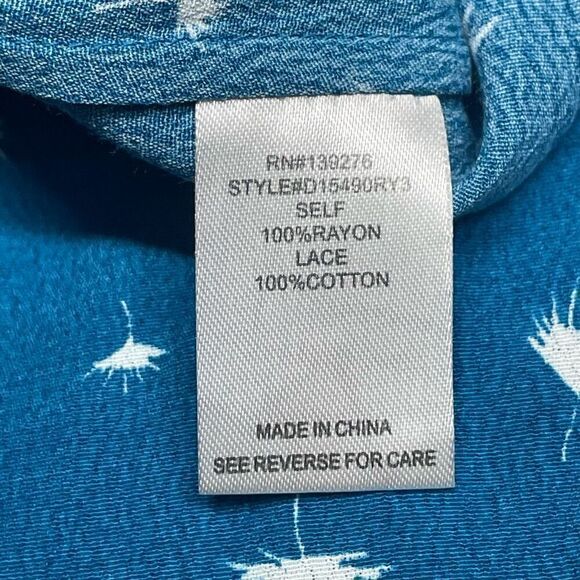 RN#139276
STYLE#D15490RY3
SELF
100%RAYON
LACE
100%COTTON
MADE IN CHINA
SEE REVERSE FOR CARE